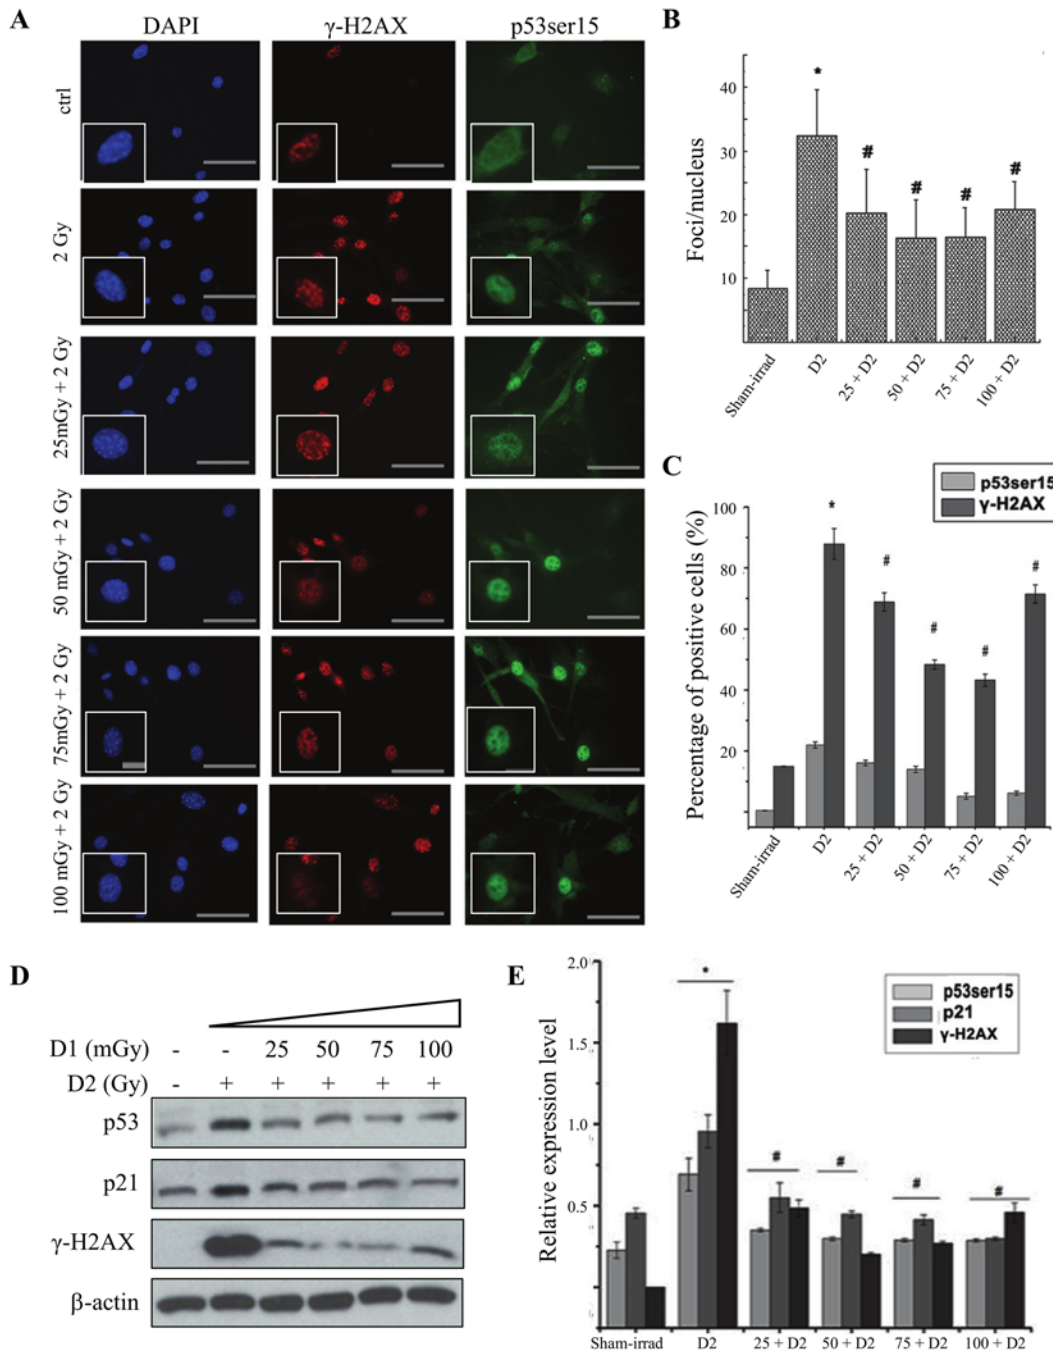 A
DAPI γ-H2AX p53ser15
ctrl
2 Gy
25mGy + 2 Gy
50 mGy + 2 Gy
75mGy + 2 Gy
100 mGy + 2 Gy
B
Foci/nucleus
40
30
20
10
*
#
#
#
#
Sham-irrad
D2
25 + D2
50 + D2
75 + D2
100 + D2
C
p53ser15
γ-H2AX
Percentage of positive cells (%)
100
80
60
40
20
*
#
#
#
#
Sham-irrad
D2
25 + D2
50 + D2
75 + D2
100 + D2
D
D1 (mGy) - - 25 50 75 100
D2 (Gy) - + + + + +
p53
p21
γ-H2AX
β-actin
E
p53ser15
p21
γ-H2AX
Relative expression level
2.0
1.5
1.0
0.5
0.0
*
#
#
#
#
Sham-irrad D2 25 + D2 50 + D2 75 + D2 100 + D2